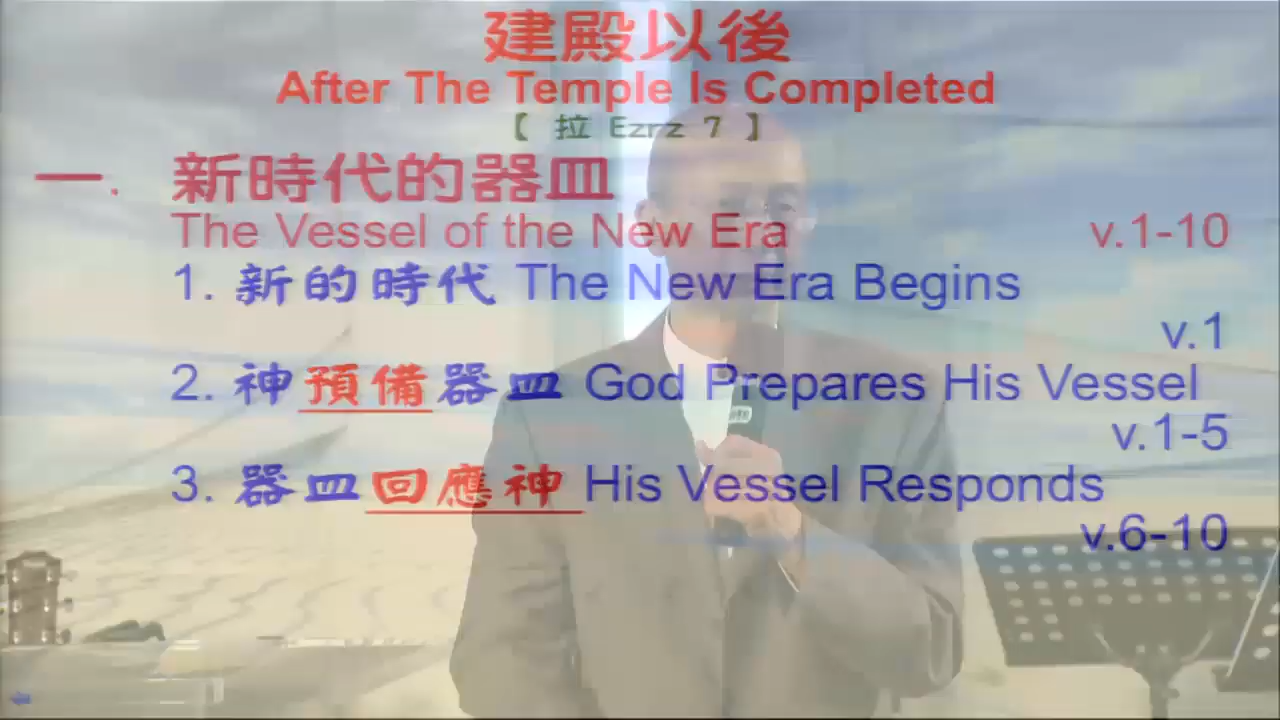 建殿以後
After The Temple Is Completed
【 拉 Ezrz 7 】
一. 新時代的器皿
The Vessel of the New Era v.1-10
1. 新的時代 The New Era Begins
v.1
2. 神預備器皿 God Prepares His Vessel
v.1-5
3. 器皿回應神 His Vessel Responds
v.6-10